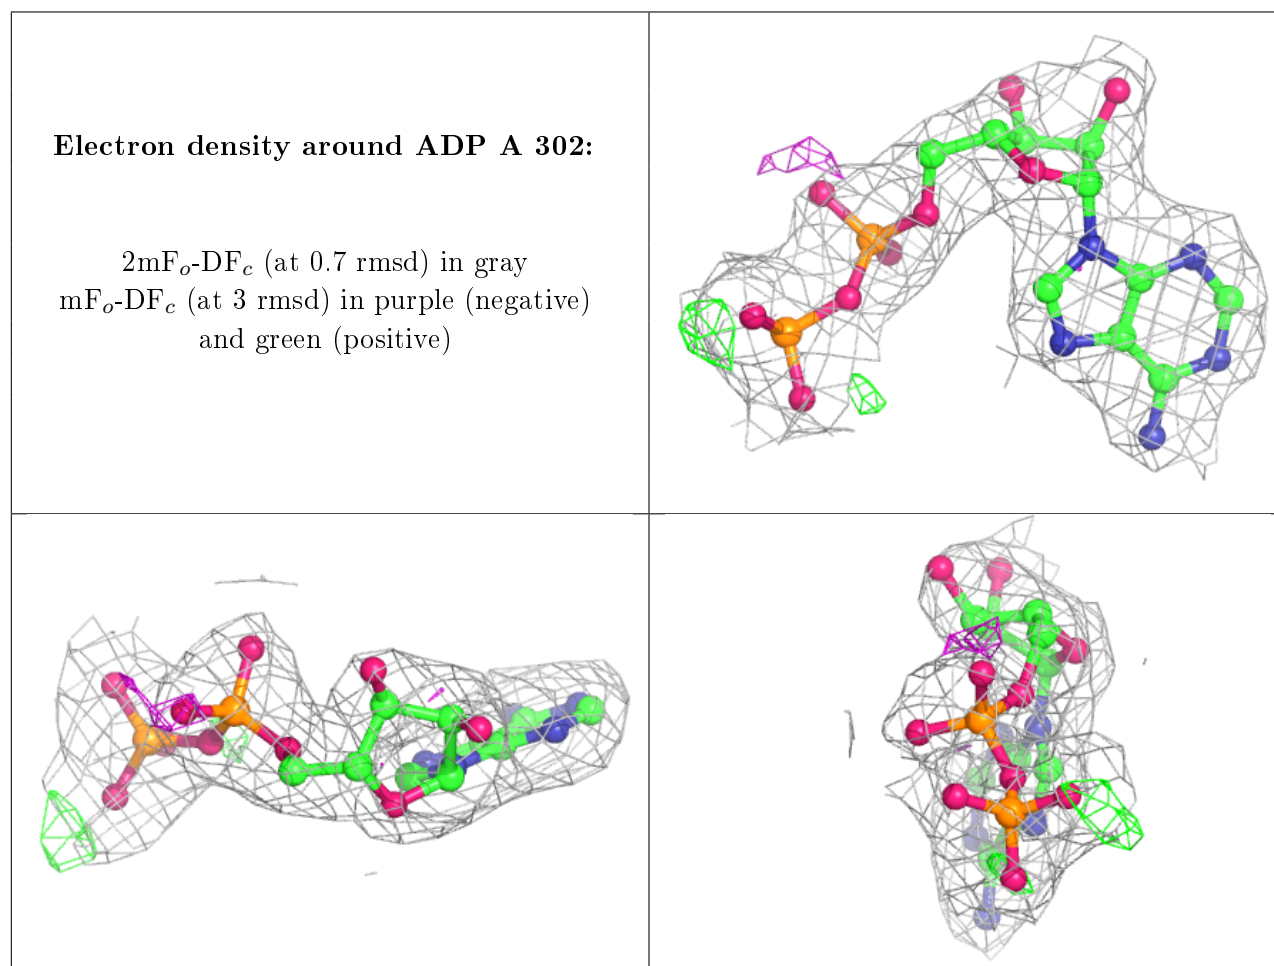 Electron density around ADP A 302:
2mFo-DFc (at 0.7 rmsd) in gray
mFo-DFc (at 3 rmsd) in purple (negative)
and green (positive)